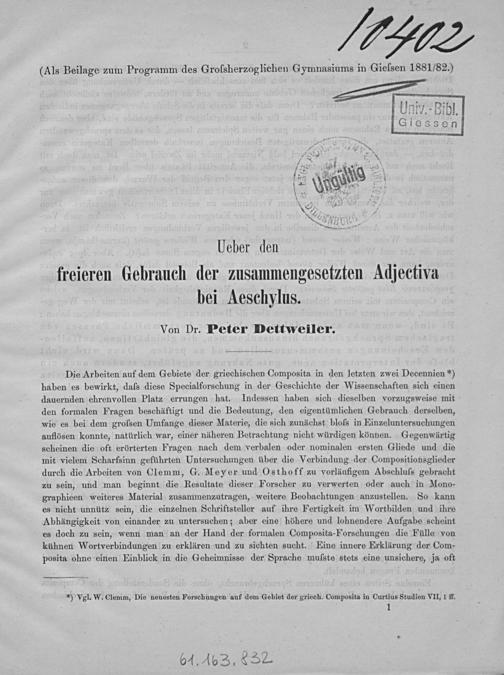 10402
(Als Beilage zum Programm des Großherzoglichen Gymnasiums in Gießen 1881/82.)
Univ.-Bibl.
Giessen
Ungültig
DILLENBURG
Ueber den
freieren Gebrauch der zusammengesetzten Adjectiva
bei Aeschylus.
Von Dr. Peter Dettweiler.
Die Arbeiten auf dem Gebiete der griechischen Composita in den letzten zwei Decennien*)
haben es bewirkt, daß diese Specialforschung in der Geschichte der Wissenschaften sich einen
dauernden ehrenvollen Platz errungen hat. Indessen haben sich dieselben vorzugsweise mit
den formalen Fragen beschäftigt und die Bedeutung, den eigentümlichen Gebrauch derselben,
wie es bei dem großen Umfange dieser Materie, die sich zunächst bloß in Einzeluntersuchungen
auflösen konnte, natürlich war, einer näheren Betrachtung nicht würdigen können. Gegenwärtig
scheinen die oft erörterten Fragen nach dem verbalen oder nominalen ersten Gliede und die
mit vielem Scharfsinn geführten Untersuchungen über die Verbindung der Compositionsglieder
durch die Arbeiten von Clemm, G. Meyer und Osthoff zu vorläufigem Abschluß gebracht
zu sein, und man beginnt die Resultate dieser Forscher zu verwerten oder auch in Mono-
graphieen weiteres Material zusammenzutragen, weitere Beobachtungen anzustellen. So kann
es nicht unnütz sein, die einzelnen Schriftsteller auf ihre Fertigkeit im Wortbilden und ihre
Abhängigkeit von einander zu untersuchen; aber eine höhere und lohnendere Aufgabe scheint
es doch zu sein, wenn man an der Hand der formalen Composita-Forschungen die Fülle von
kühnen Wortverbindungen zu erklären und zu sichten sucht. Eine innere Erklärung der Com-
posita ohne einen Einblick in die Geheimnisse der Sprache mußte stets eine unsichere, ja oft
*) Vgl. W. Clemm, Die neuesten Forschungen auf dem Gebiet der griech. Composita in Curtius Studien VII, 1 ff.
1
61.163.832